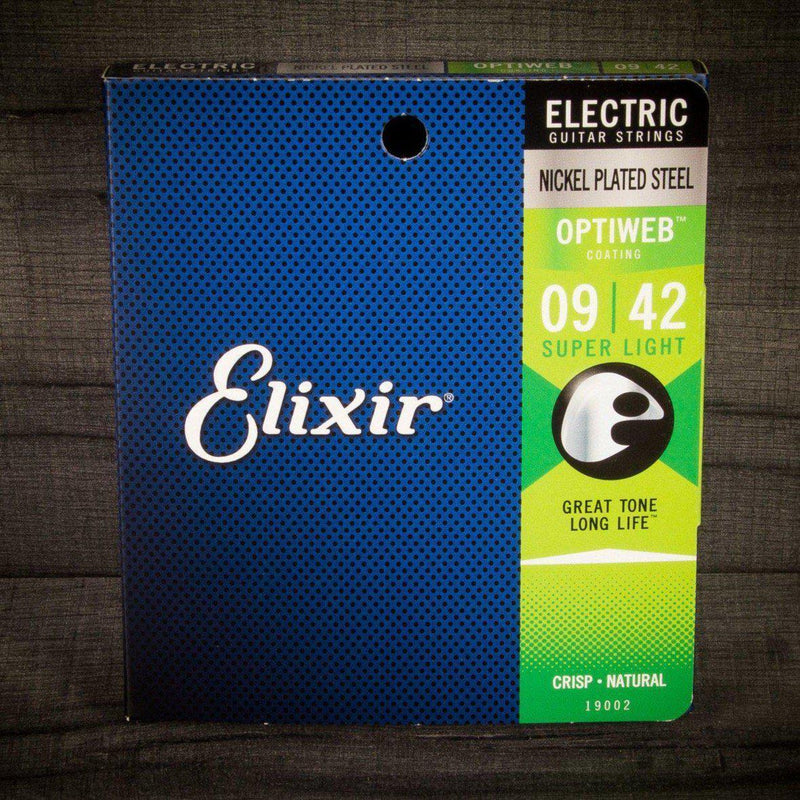 ELECTRIC
NICKEL PLATED STEEL
OPTIWEB
COATING
09 42
ELECTRIC
GUITAR STRINGS
NICKEL PLATED STEEL
OPTIWEB™
COATING
09 | 42
SUPER LIGHT
Elixir®
GREAT TONE
LONG LIFE™
CRISP • NATURAL
19002